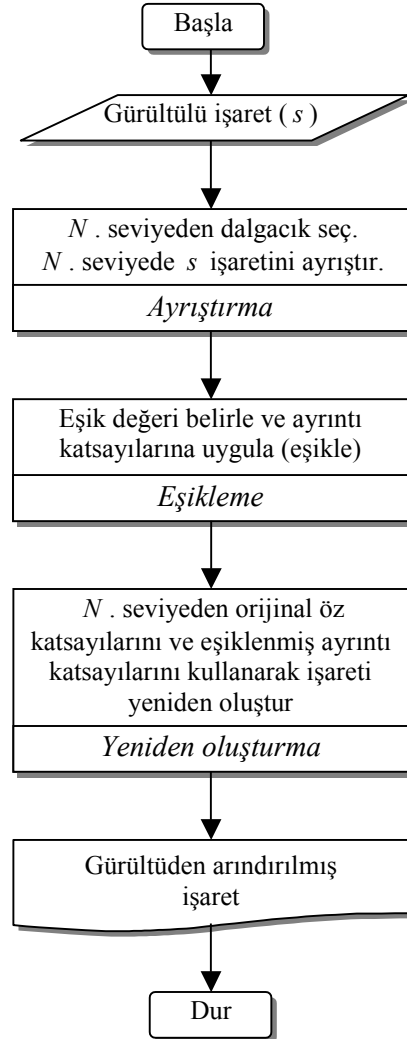 Başla
Gürültülü işaret ( s )
N . seviyeden dalgacık seç.
N . seviyede s işaretini ayrıştır.
Ayrıştırma
Eşik değeri belirle ve ayrıntı
katsayılarına uygula (eşikle)
Eşikleme
N . seviyeden orijinal öz
katsayılarını ve eşiklenmiş ayrıntı
katsayılarını kullanarak işareti
yeniden oluştur
Yeniden oluşturma
Gürültüden arındırılmış
işaret
Dur